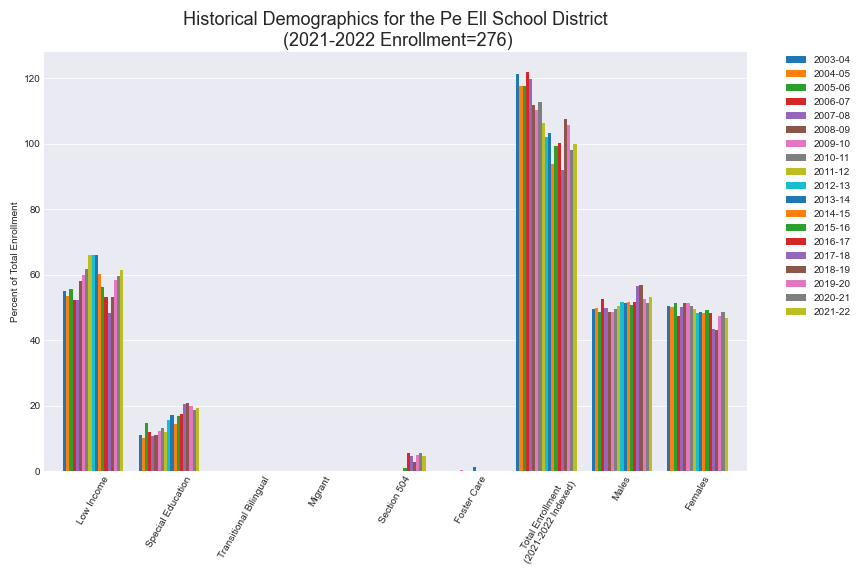 Historical Demographics for the Pe Ell School District
(2021-2022 Enrollment=276)
Percent of Total Enrollment
120
100
80
60
40
20
0
Low Income
Special Education
Transitional Bilingual
Migrant
Section 504
Foster Care
Total Enrollment
(2021-2022 Indexed)
Males
Females
2003-04
2004-05
2005-06
2006-07
2007-08
2008-09
2009-10
2010-11
2011-12
2012-13
2013-14
2014-15
2015-16
2016-17
2017-18
2018-19
2019-20
2020-21
2021-22